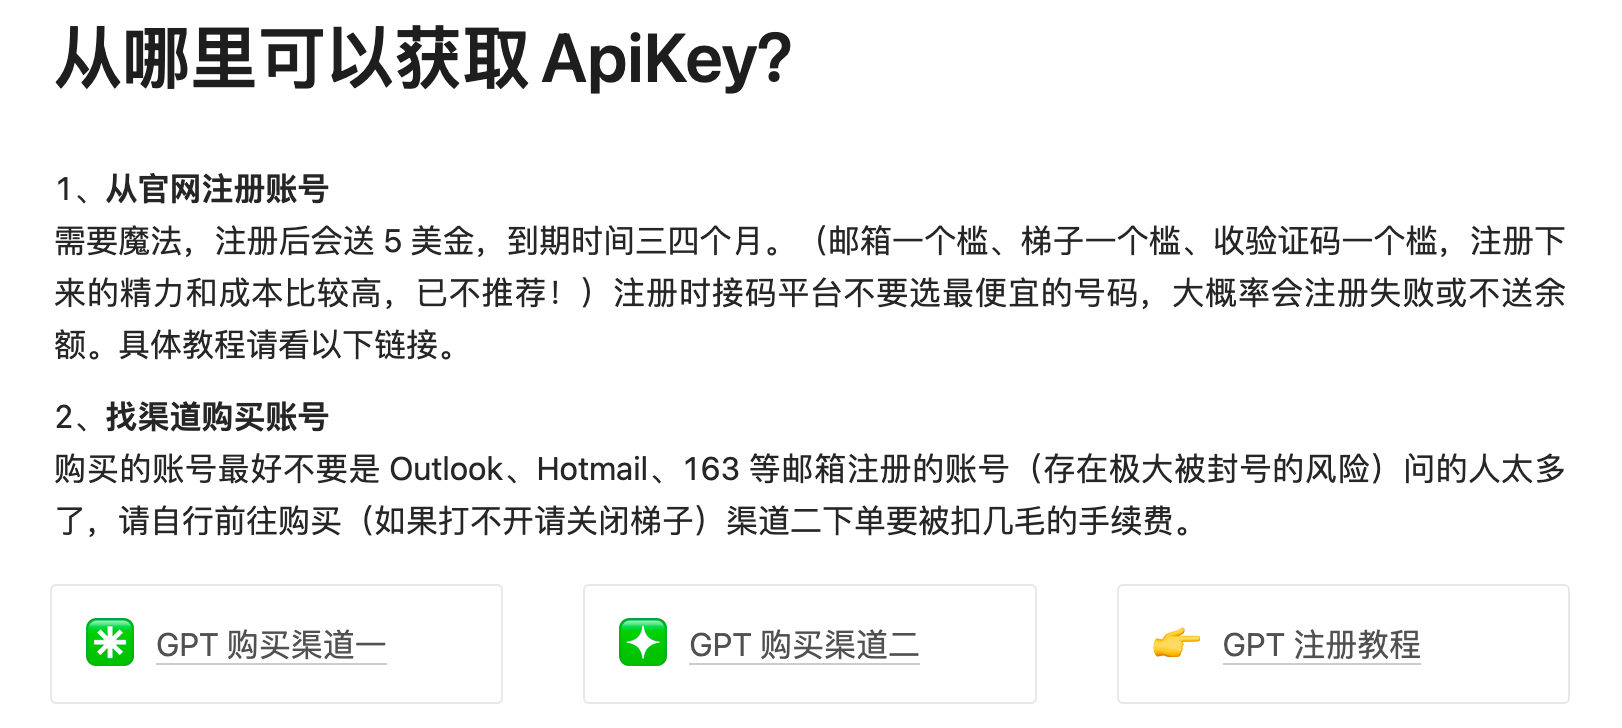 从哪里可以获取 ApiKey?
1、从官网注册账号
需要魔法，注册后会送 5 美金，到期时间三四个月。（邮箱一个槛、梯子一个槛、收验证码一个槛，注册下
来的精力和成本比较高，已不推荐！）注册时接码平台不要选最便宜的号码，大概率会注册失败或不送余
额。具体教程请看以下链接。
2、找渠道购买账号
购买的账号最好不要是 Outlook、Hotmail、163 等邮箱注册的账号（存在极大被封号的风险）问的人太多
了，请自行前往购买（如果打不开请关闭梯子）渠道二下单要被扣几毛的手续费。
GPT 购买渠道一
GPT 购买渠道二
GPT 注册教程